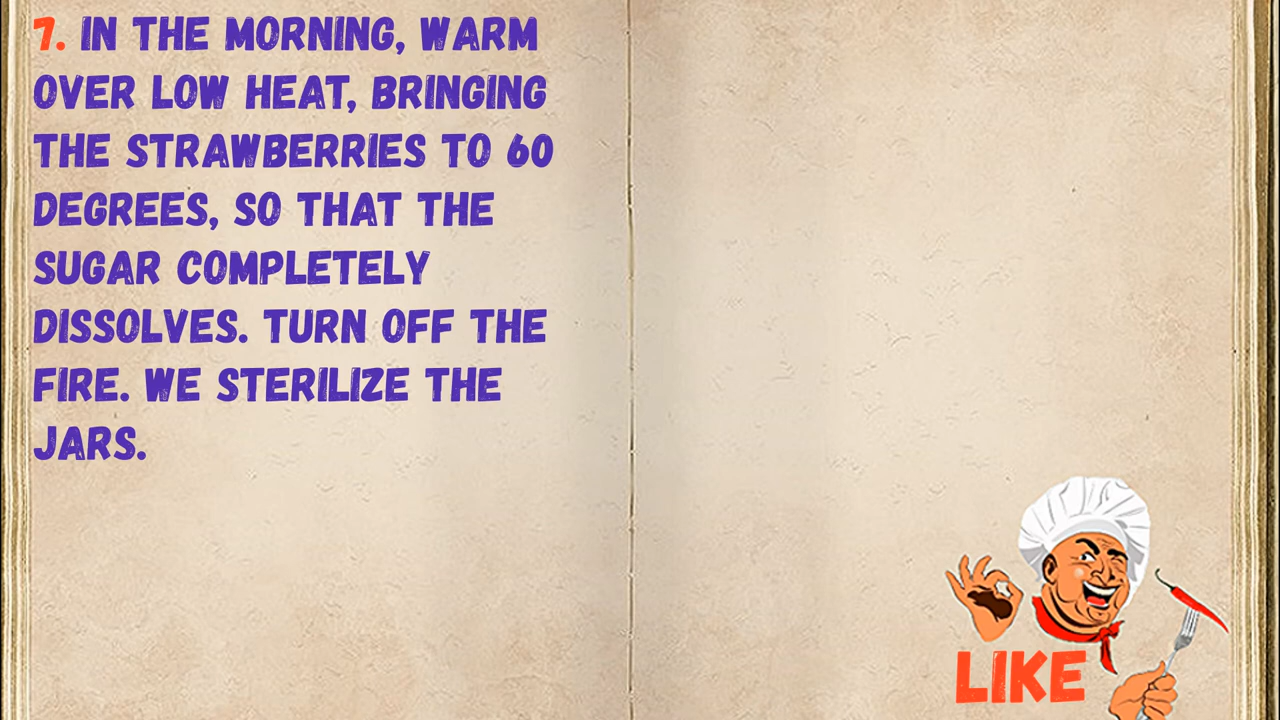 7. IN THE MORNING, WARM
OVER LOW HEAT, BRINGING
THE STRAWBERRIES TO 60
DEGREES, SO THAT THE
SUGAR COMPLETELY
DISSOLVES. TURN OFF THE
FIRE. WE STERILIZE THE
JARS.
LIKE